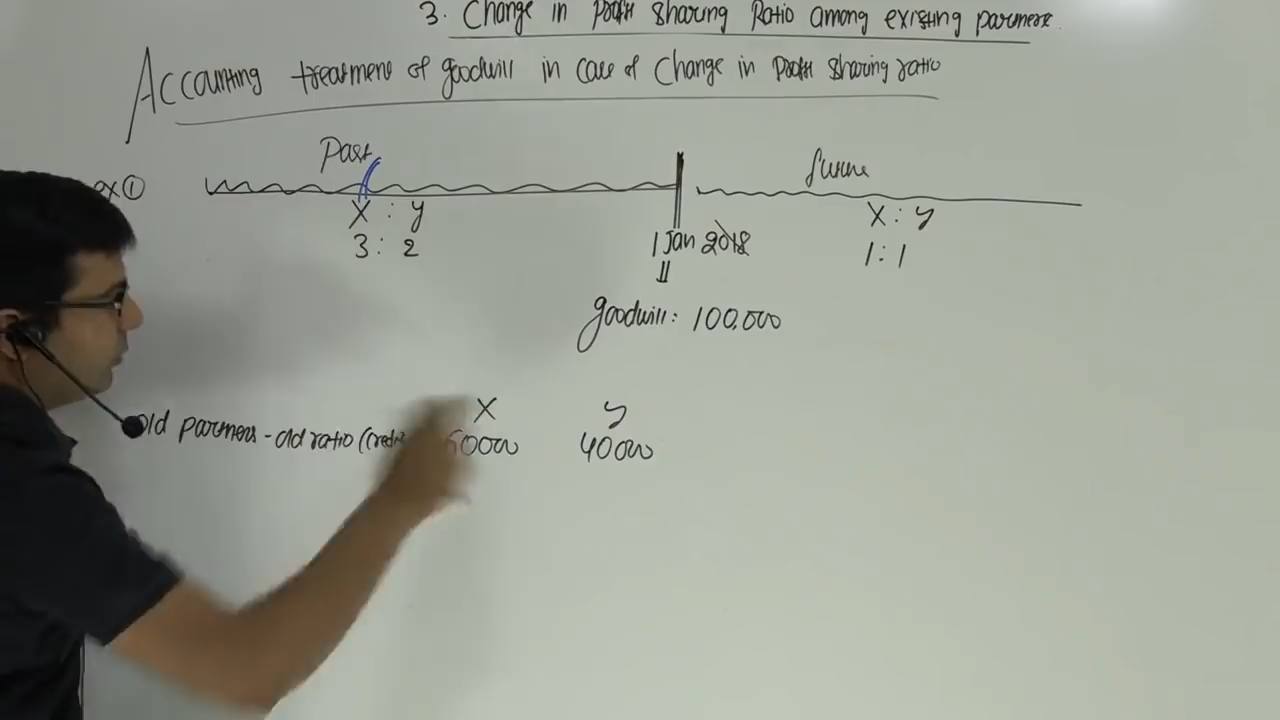 3. Change in Profit Sharing Ratio among existing partners.
Accounting treatment of goodwill in case of Change in Profit Sharing ratio
Past
Future
ex ①
X : Y
3 : 2
1 Jan 2018
X : Y
1 : 1
goodwill: 100,000
X Y
Old partners - Old ratio 40000